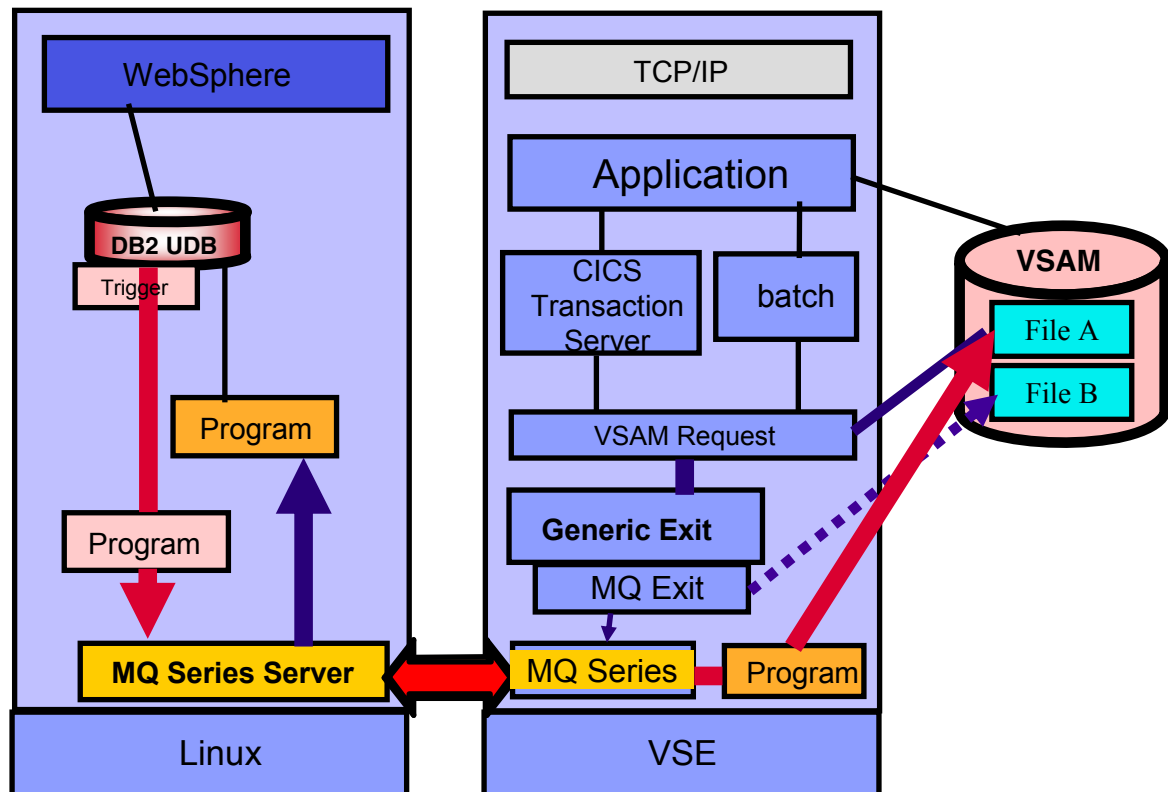 WebSphere
DB2 UDB
Trigger
Program
Program
MQ Series Server
Linux
TCP/IP
Application
CICS
Transaction
Server
batch
VSAM Request
Generic Exit
MQ Exit
MQ Series
Program
VSE
VSAM
File A
File B